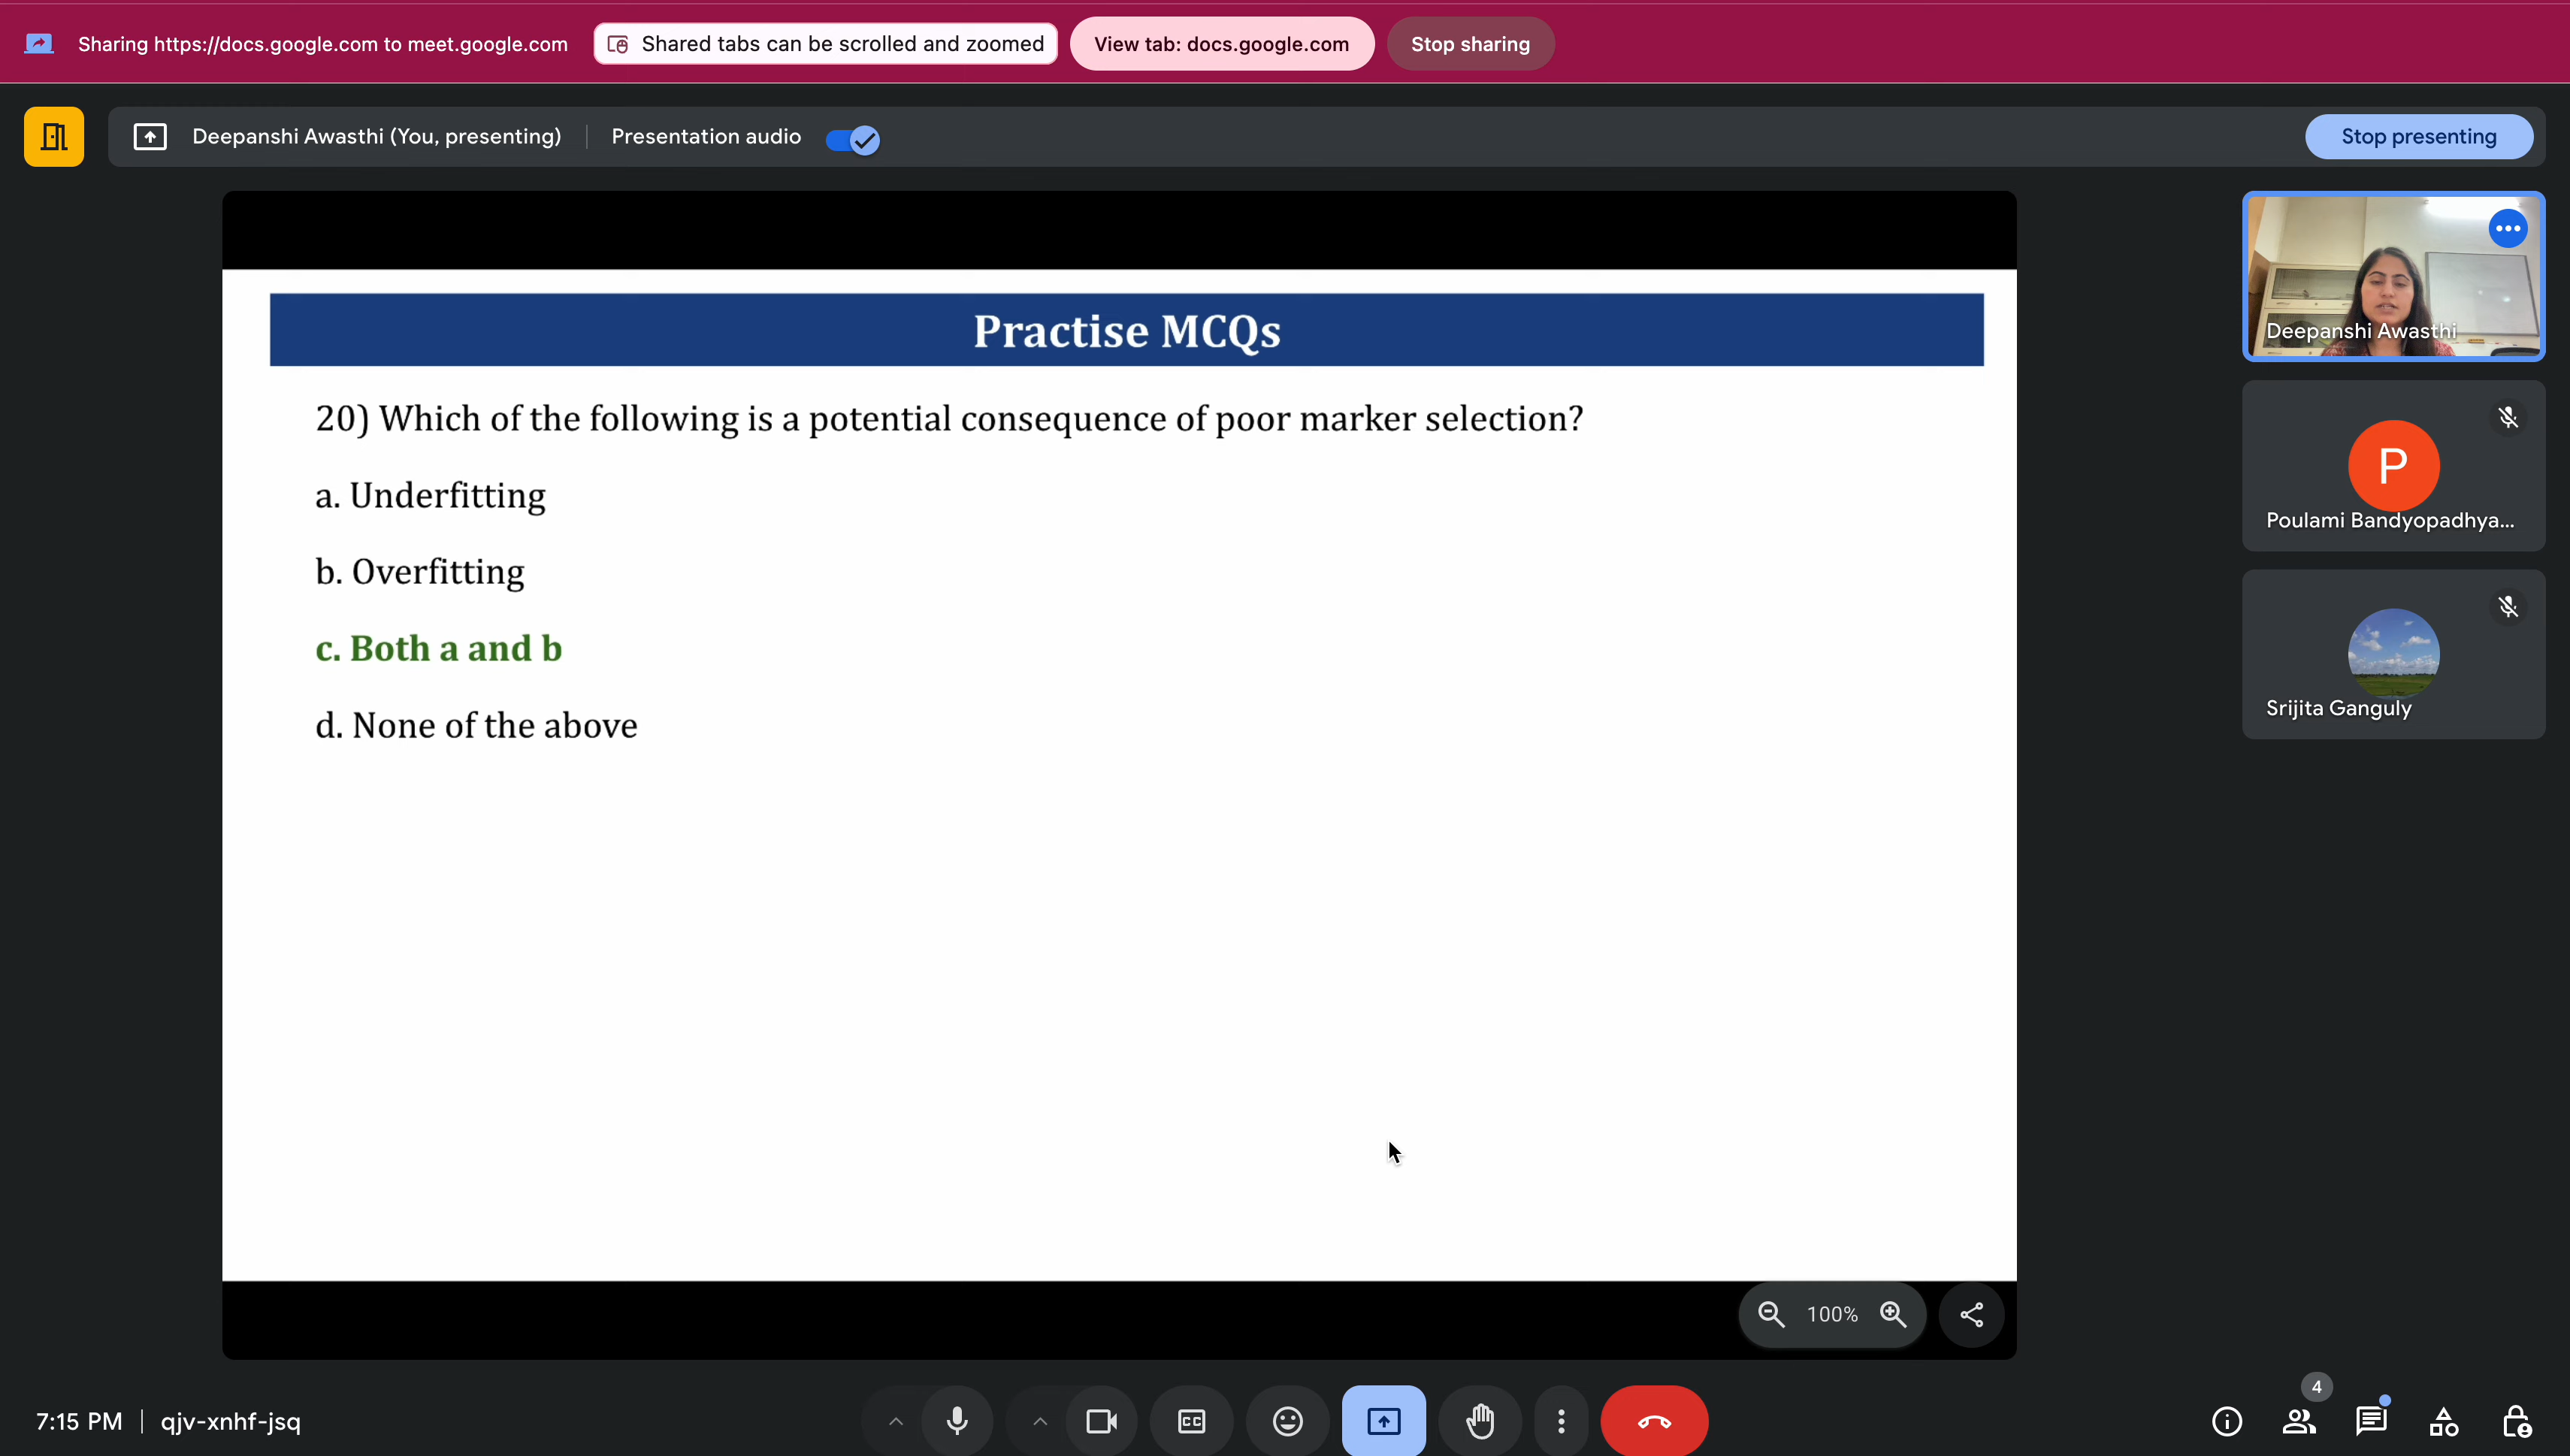 Sharing https://docs.google.com to meet.google.com
Shared tabs can be scrolled and zoomed
View tab: docs.google.com
Stop sharing
Deepanshi Awasthi (You, presenting)
Presentation audio
Stop presenting
Practise MCQs
20) Which of the following is a potential consequence of poor marker selection?
a. Underfitting
b. Overfitting
c. Both a and b
d. None of the above
Deepanshi Awasthi
P
Poulami Bandyopadhya...
Srijita Ganguly
100%
7:15 PM
qjv-xnhf-jsq
CC
4